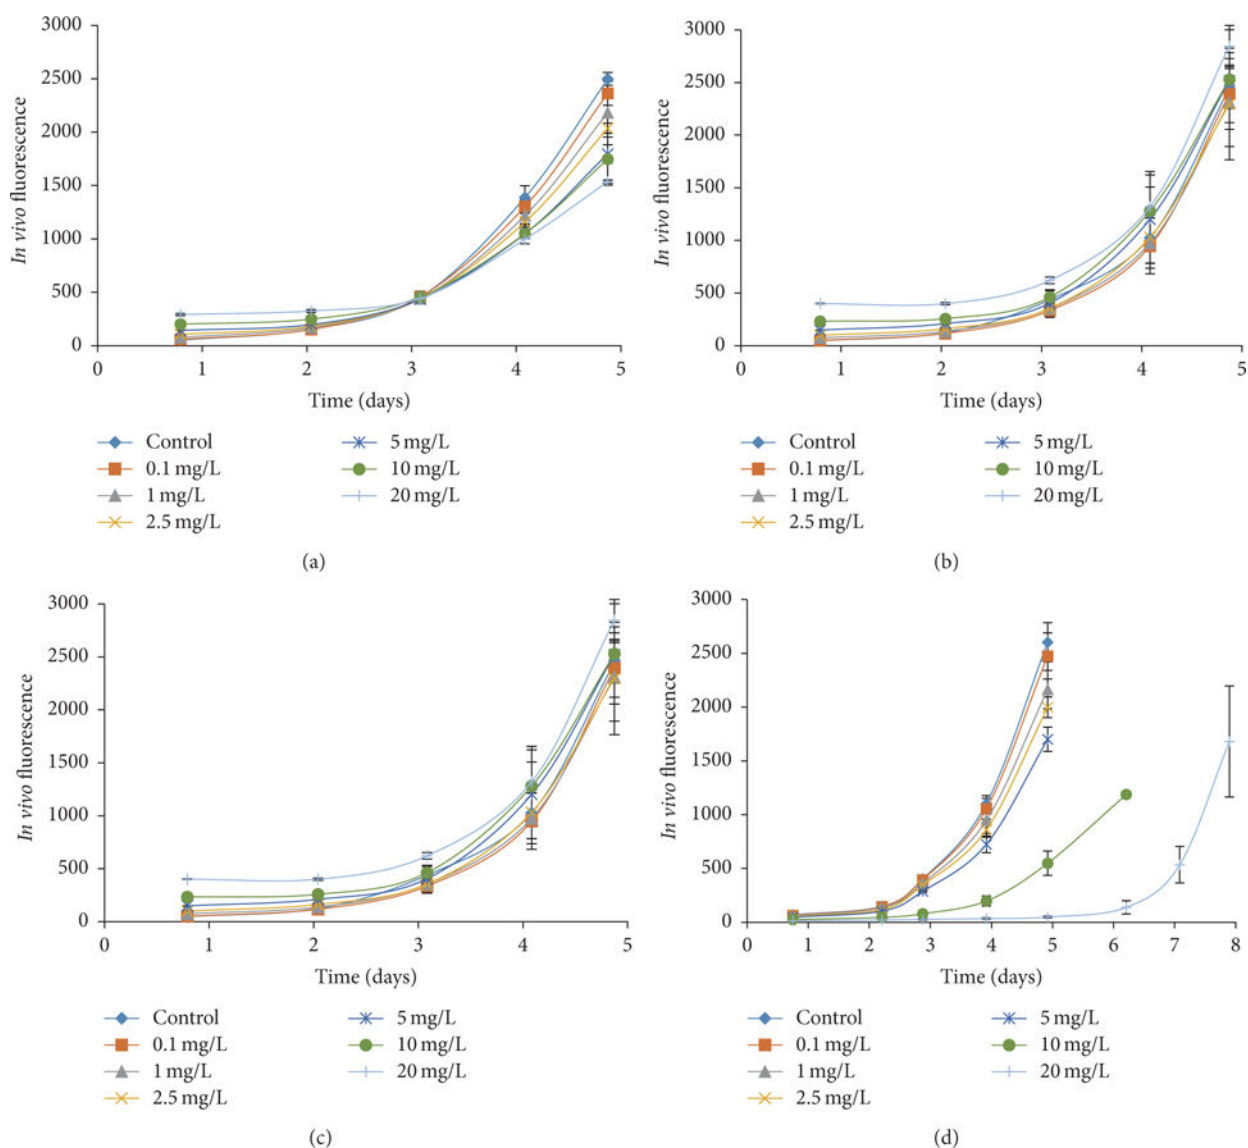 3000
2500
2000
1500
1000
500
0
In vivo fluorescence
0 1 2 3 4 5
Time (days)
Control
0.1 mg/L
1 mg/L
2.5 mg/L
5 mg/L
10 mg/L
20 mg/L
(a)
3000
2500
2000
1500
1000
500
0
In vivo fluorescence
0 1 2 3 4 5
Time (days)
Control
0.1 mg/L
1 mg/L
2.5 mg/L
5 mg/L
10 mg/L
20 mg/L
(b)
3000
2500
2000
1500
1000
500
0
In vivo fluorescence
0 1 2 3 4 5
Time (days)
Control
0.1 mg/L
1 mg/L
2.5 mg/L
5 mg/L
10 mg/L
20 mg/L
(c)
3000
2500
2000
1500
1000
500
0
In vivo fluorescence
0 1 2 3 4 5 6 7 8
Time (days)
Control
0.1 mg/L
1 mg/L
2.5 mg/L
5 mg/L
10 mg/L
20 mg/L
(d)